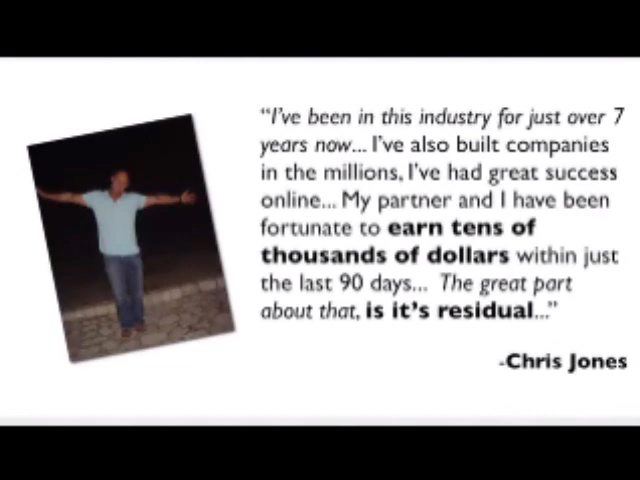 “I’ve been in this industry for just over 7
years now... I’ve also built companies
in the millions, I’ve had great success
online... My partner and I have been
fortunate to earn tens of
thousands of dollars within just
the last 90 days... The great part
about that, is it’s residual...”
-Chris Jones